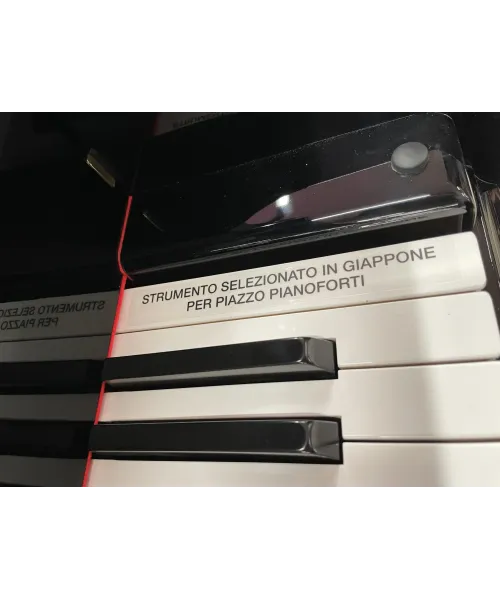 STRUMENTO SELEZIONATO IN GIAPPONE
PER PIAZZO PIANOFORTI